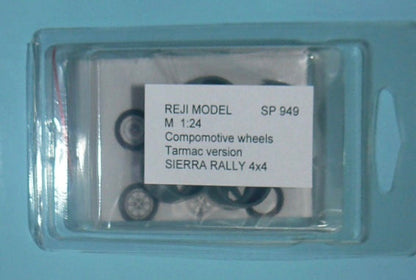 REJI MODEL SP 949
M 1:24
Compomotive wheels
Tarmac version
SIERRA RALLY 4x4